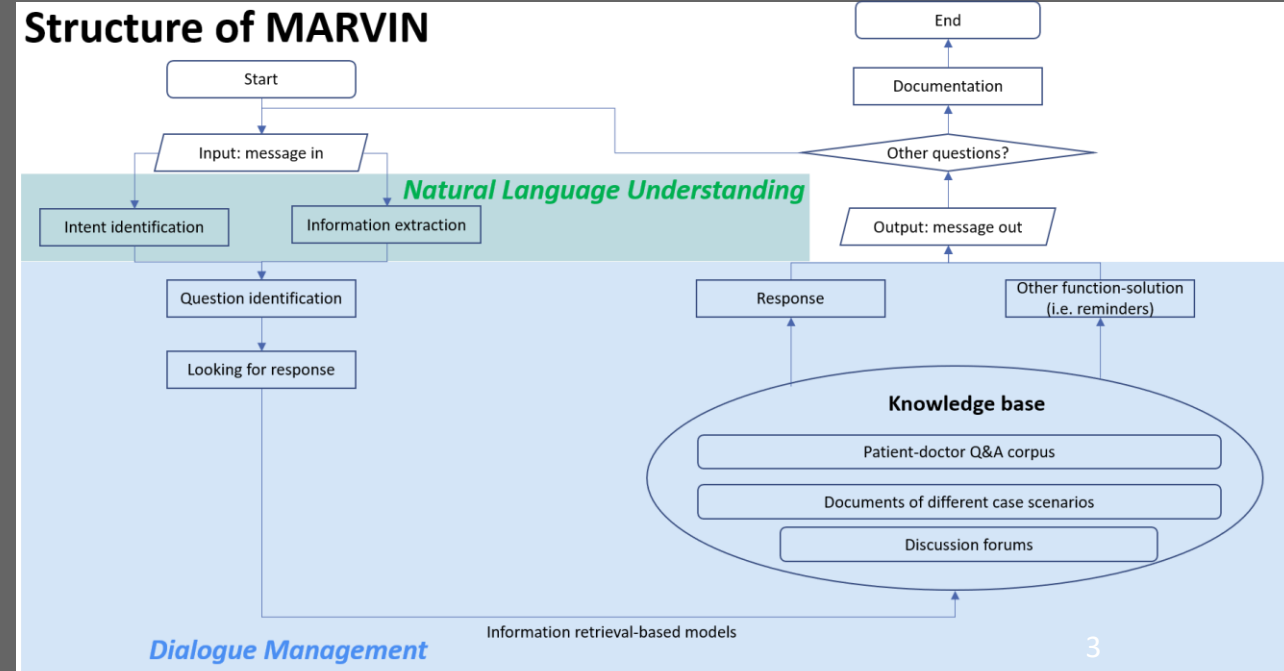 Structure of MARVIN
Start
Input: message in
Natural Language Understanding
Intent identification
Information extraction
Question identification
Looking for response
Information retrieval-based models
Dialogue Management
Knowledge base
Patient-doctor Q&A corpus
Documents of different case scenarios
Discussion forums
Response
Other function-solution
(i.e. reminders)
Output: message out
Other questions?
Documentation
End
3